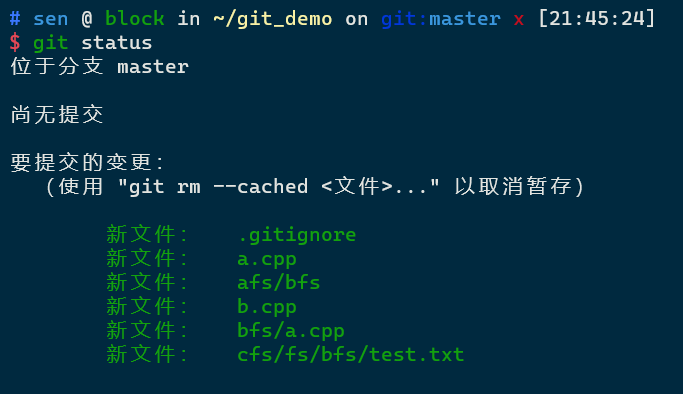 # sen @ block in ~/git_demo on git:master x [21:45:24]
$ git status
位于分支 master
尚无提交
要提交的变更：
（使用 "git rm --cached <文件>..." 以取消暂存）
新文件： .gitignore
新文件： a.cpp
新文件： afs/bfs
新文件： b.cpp
新文件： bfs/a.cpp
新文件： cfs/fs/bfs/test.txt